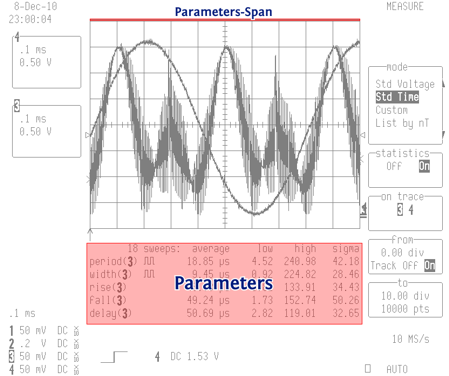 8-Dec-10
23:00:04
Parameters-Span
MEASURE
4
.1 ms
0.50 V
3
.1 ms
0.50 V
mode
Std Voltage
Std Time
Custom
List by nT
statistics
Off On
on trace
3 4
from
0.00 div
Track Off On
to
10.00 div
10000 pts
18 sweeps: average low high sigma
period(3) 18.85 µs 4.52 240.98 42.18
width(3) 9.45 µs 0.92 224.82 28.46
rise(3) 133.91 34.43
fall(3) 49.24 µs 1.73 152.74 50.26
delay(3) 50.69 µs 2.82 119.01 32.65
Parameters
.1 ms
1 50 mV DC
2 .2 V DC
3 50 mV DC
4 50 mV DC
4 DC 1.53 V
10 MS/s
AUTO